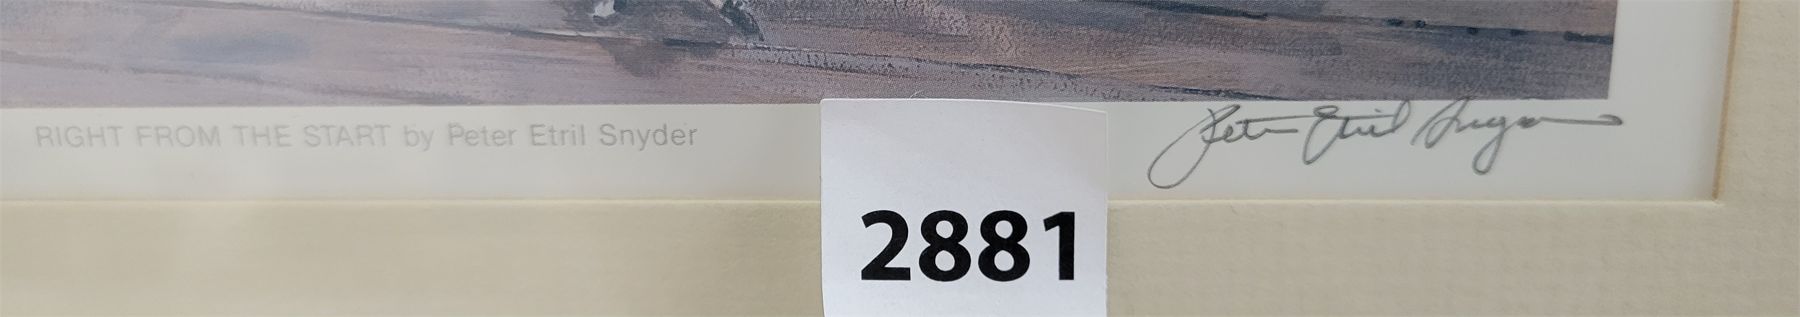 RIGHT FROM THE START by Peter Etril Snyder
Peter Etril Snyder
2881